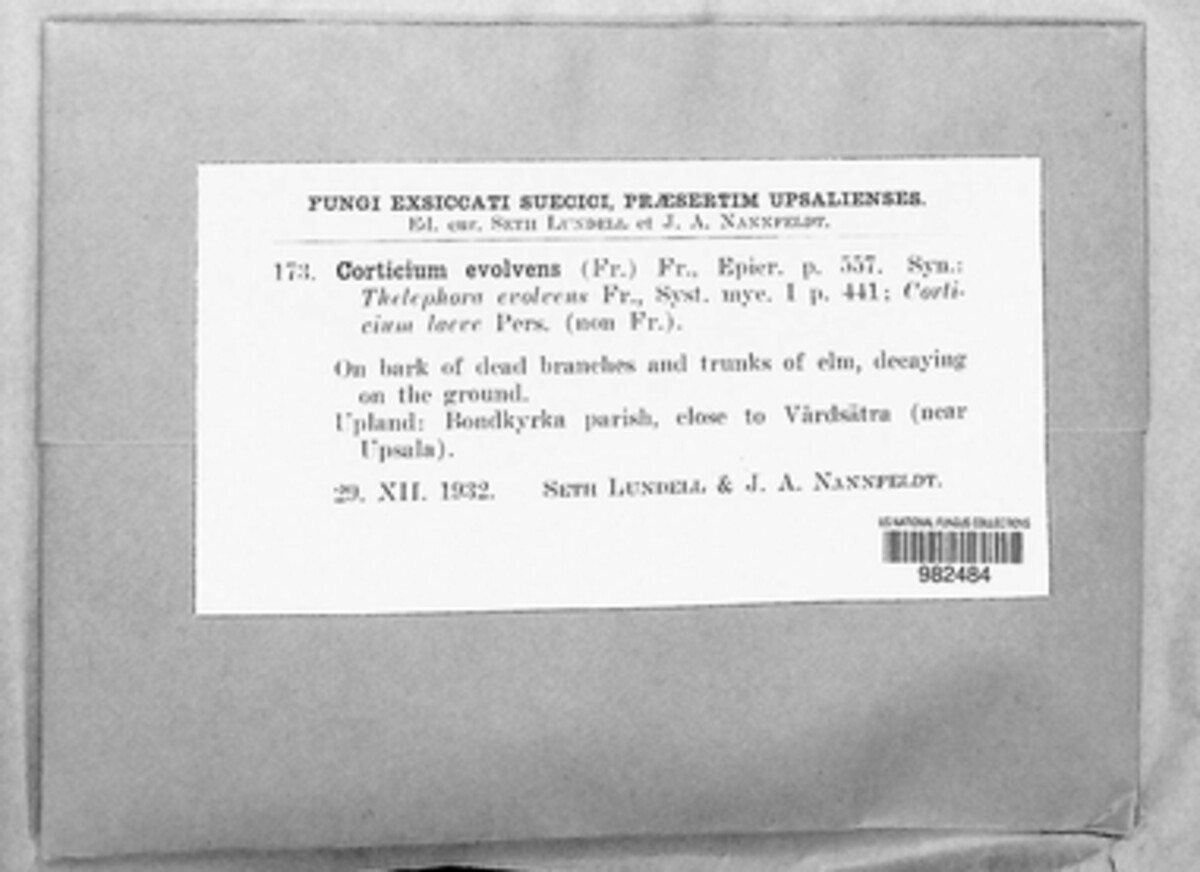 FUNGI EXSICCATI SUECICI, PRÆSERTIM UPSALIENSES.
Ed. cur. SETH LUNDELL et J. A. NANNFELDT.
173. Corticium evolvens (Fr.) Fr., Epicr. p. 557. Syn.:
Thelephora evolvens Fr., Syst. myc. I p. 441; Corti-
cium laeve Pers. (non Fr.).
On bark of dead branches and trunks of elm, decaying
on the ground.
Upland: Bondkyrka parish, close to Vårdsätra (near
Upsala).
29. XII. 1932. SETH LUNDELL & J. A. NANNFELDT.
US NATIONAL FUNGUS COLLECTIONS
982484